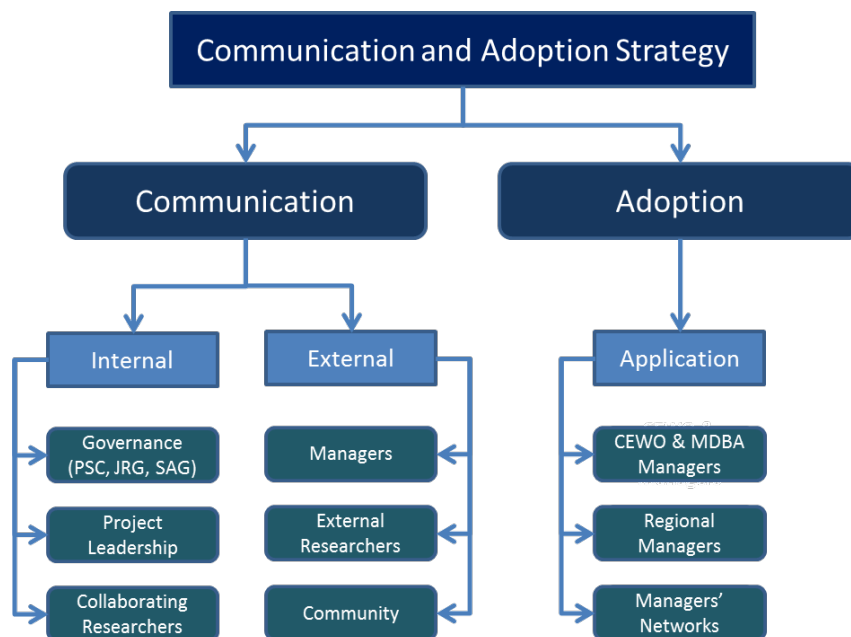 Communication and Adoption Strategy
Communication
Adoption
Internal
External
Application
Governance
(PSC, JRG, SAG)
Managers
CEWO & MDBA
Managers
Project
Leadership
External
Researchers
Regional
Managers
Collaborating
Researchers
Community
Managers’
Networks